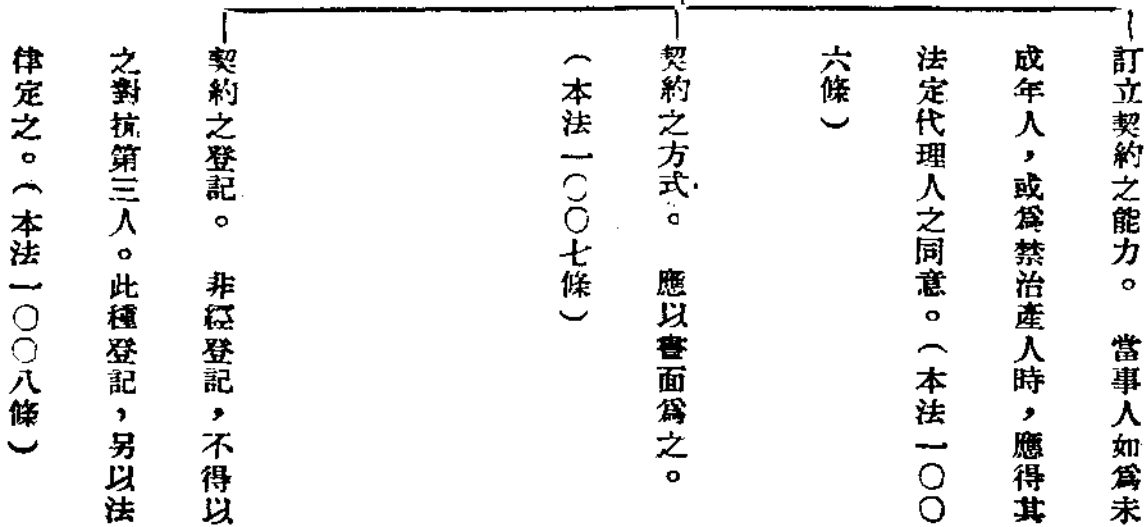 訂立契約之能力。　當事人如爲未
成年人，或爲禁治產人時，應得其
法定代理人之同意。（本法一〇〇
六條）
契約之方式。　應以書面爲之。
（本法一〇〇七條）
契約之登記。　非經登記，不得以
之對抗第三人。此種登記，另以法
律定之。（本法一〇〇八條）